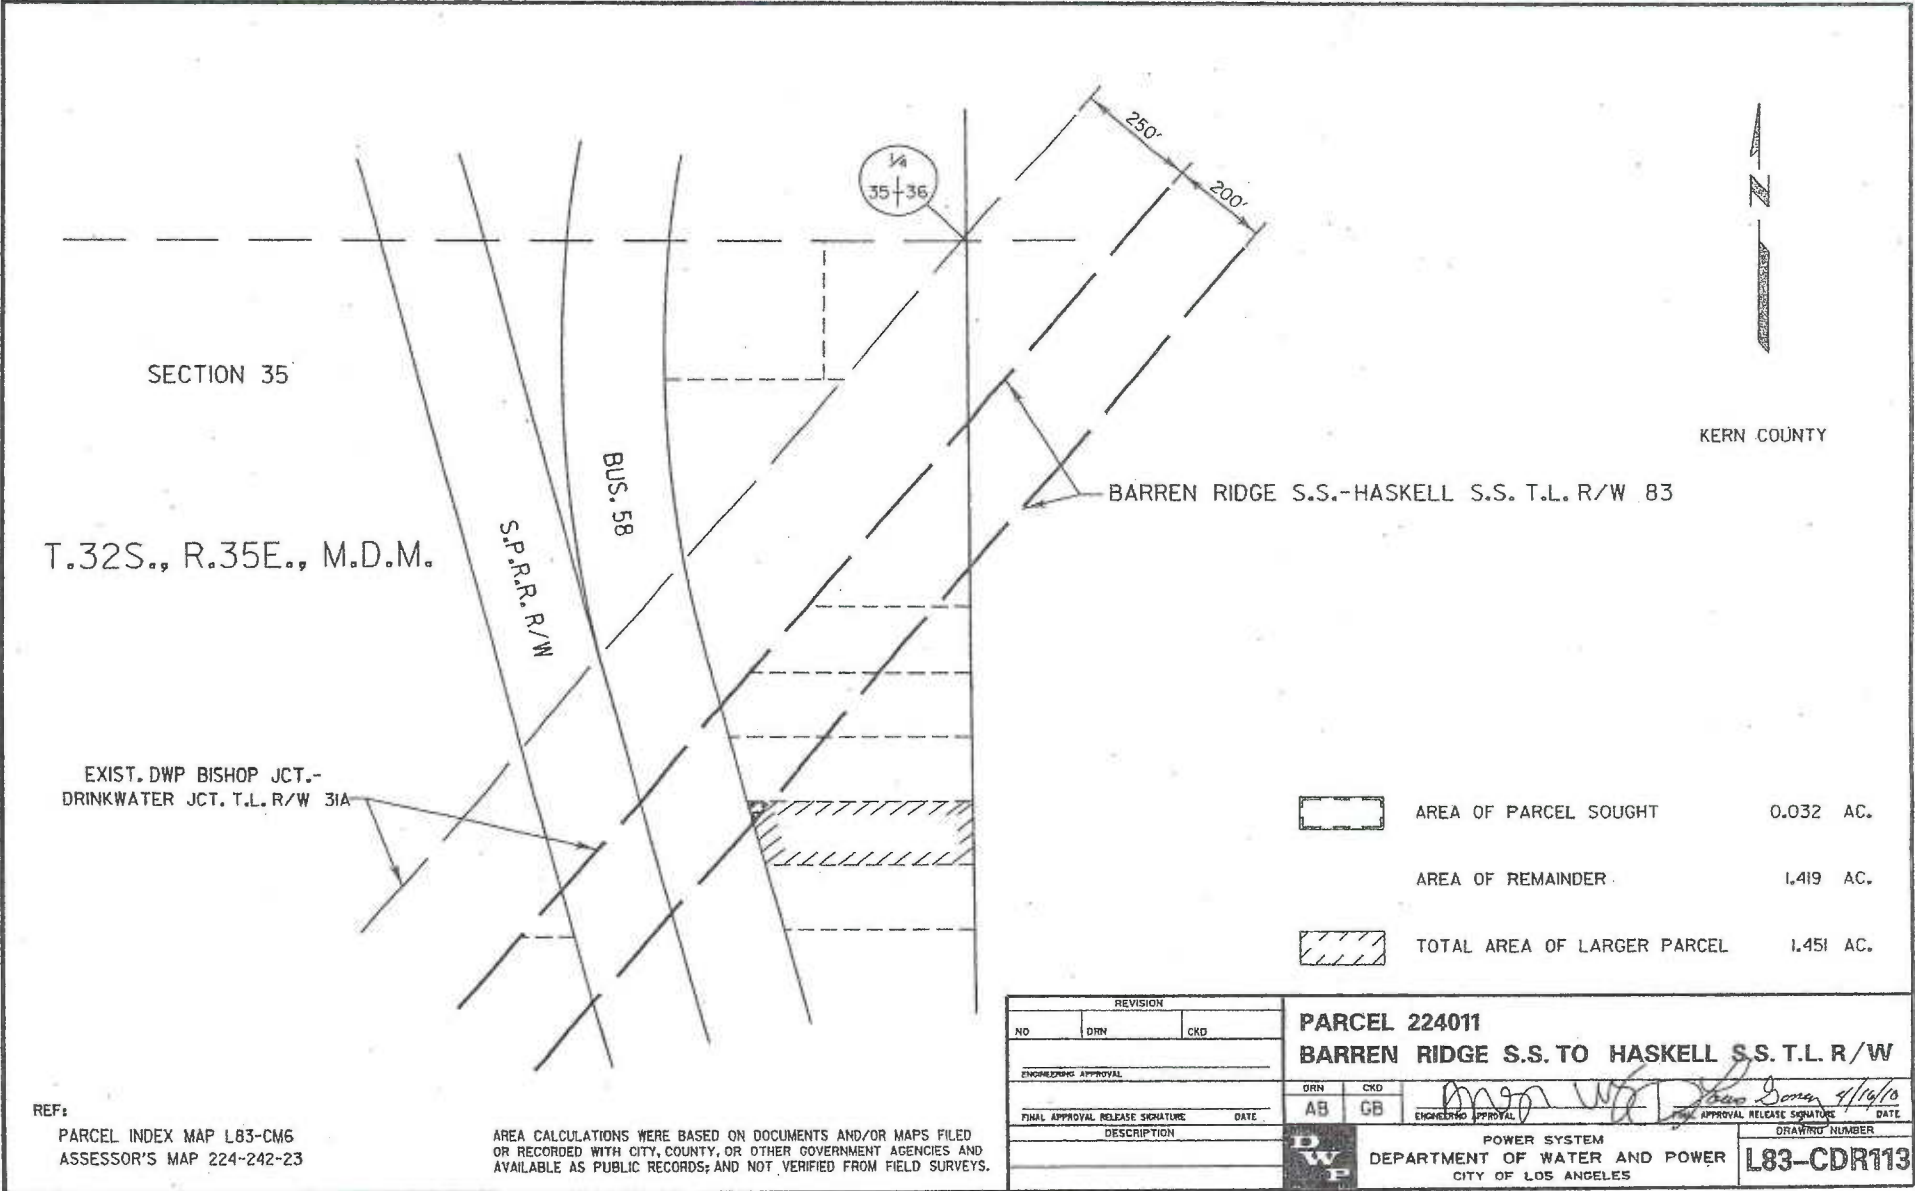 250'
200'
1/4
35 36
N
SECTION 35
KERN COUNTY
BUS. 58
BARREN RIDGE S.S.-HASKELL S.S. T.L. R/W 83
S.P.R.R. R/W
T.32S., R.35E., M.D.M.
EXIST. DWP BISHOP JCT.-
DRINKWATER JCT. T.L. R/W 31A
AREA OF PARCEL SOUGHT 0.032 AC.
AREA OF REMAINDER 1.419 AC.
TOTAL AREA OF LARGER PARCEL 1.451 AC.
REVISION
NO DRN CKD
ENGINEERING APPROVAL
FINAL APPROVAL RELEASE SIGNATURE DATE
DESCRIPTION
PARCEL 224011
BARREN RIDGE S.S. TO HASKELL S.S. T.L. R/W
DRN CKD
AB GB
ENGINEERING APPROVAL
4/16/10
APPROVAL RELEASE SIGNATURE DATE
DWP
POWER SYSTEM
DEPARTMENT OF WATER AND POWER
CITY OF LOS ANGELES
DRAWING NUMBER
L83-CDR113
REF:
PARCEL INDEX MAP L83-CM6
ASSESSOR'S MAP 224-242-23
AREA CALCULATIONS WERE BASED ON DOCUMENTS AND/OR MAPS FILED
OR RECORDED WITH CITY, COUNTY, OR OTHER GOVERNMENT AGENCIES AND
AVAILABLE AS PUBLIC RECORDS; AND NOT VERIFIED FROM FIELD SURVEYS.